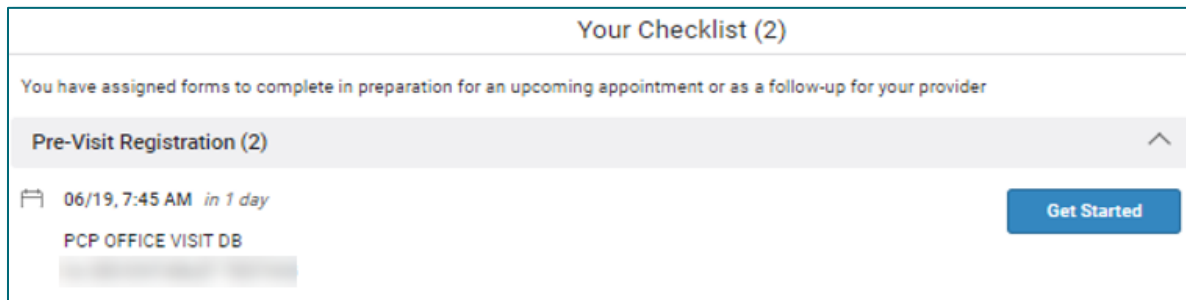 Your Checklist (2)
You have assigned forms to complete in preparation for an upcoming appointment or as a follow-up for your provider
Pre-Visit Registration (2)
06/19, 7:45 AM in 1 day
Get Started
PCP OFFICE VISIT DB